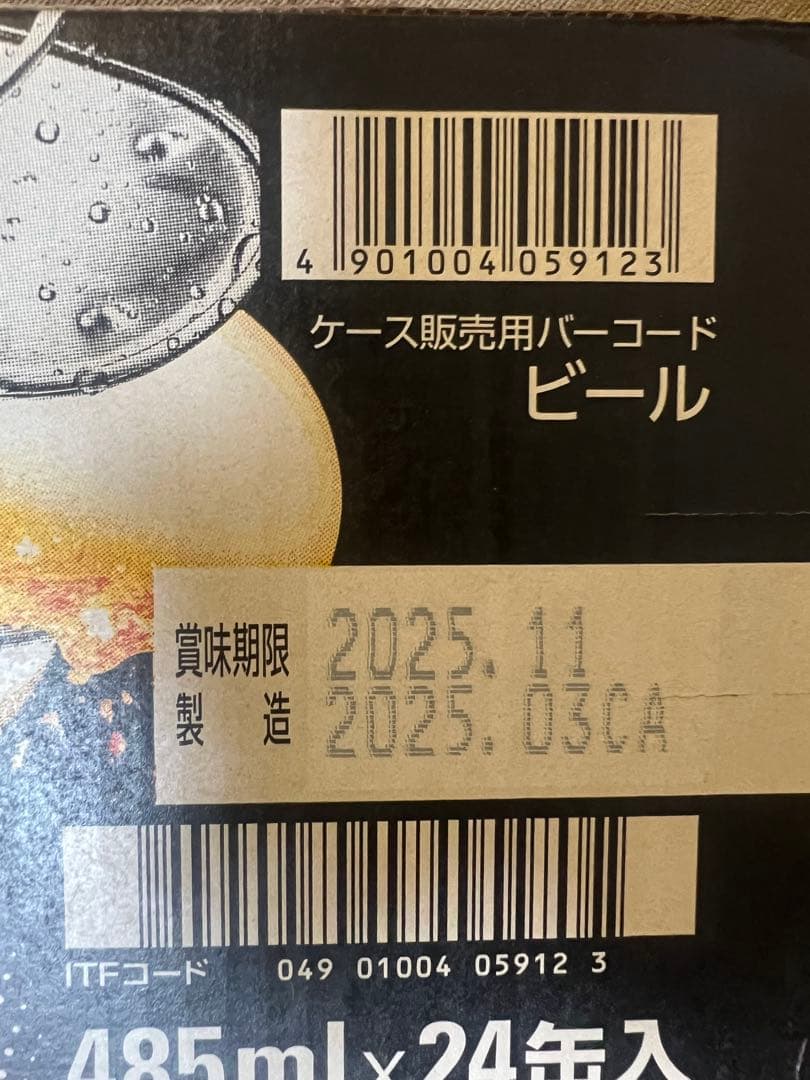 4 901004 059123
ケース販売用バーコード
ビール
賞味期限 2025.11
製造 2025.03CA
ITFコード 049 01004 05912 3
485ml×24缶入